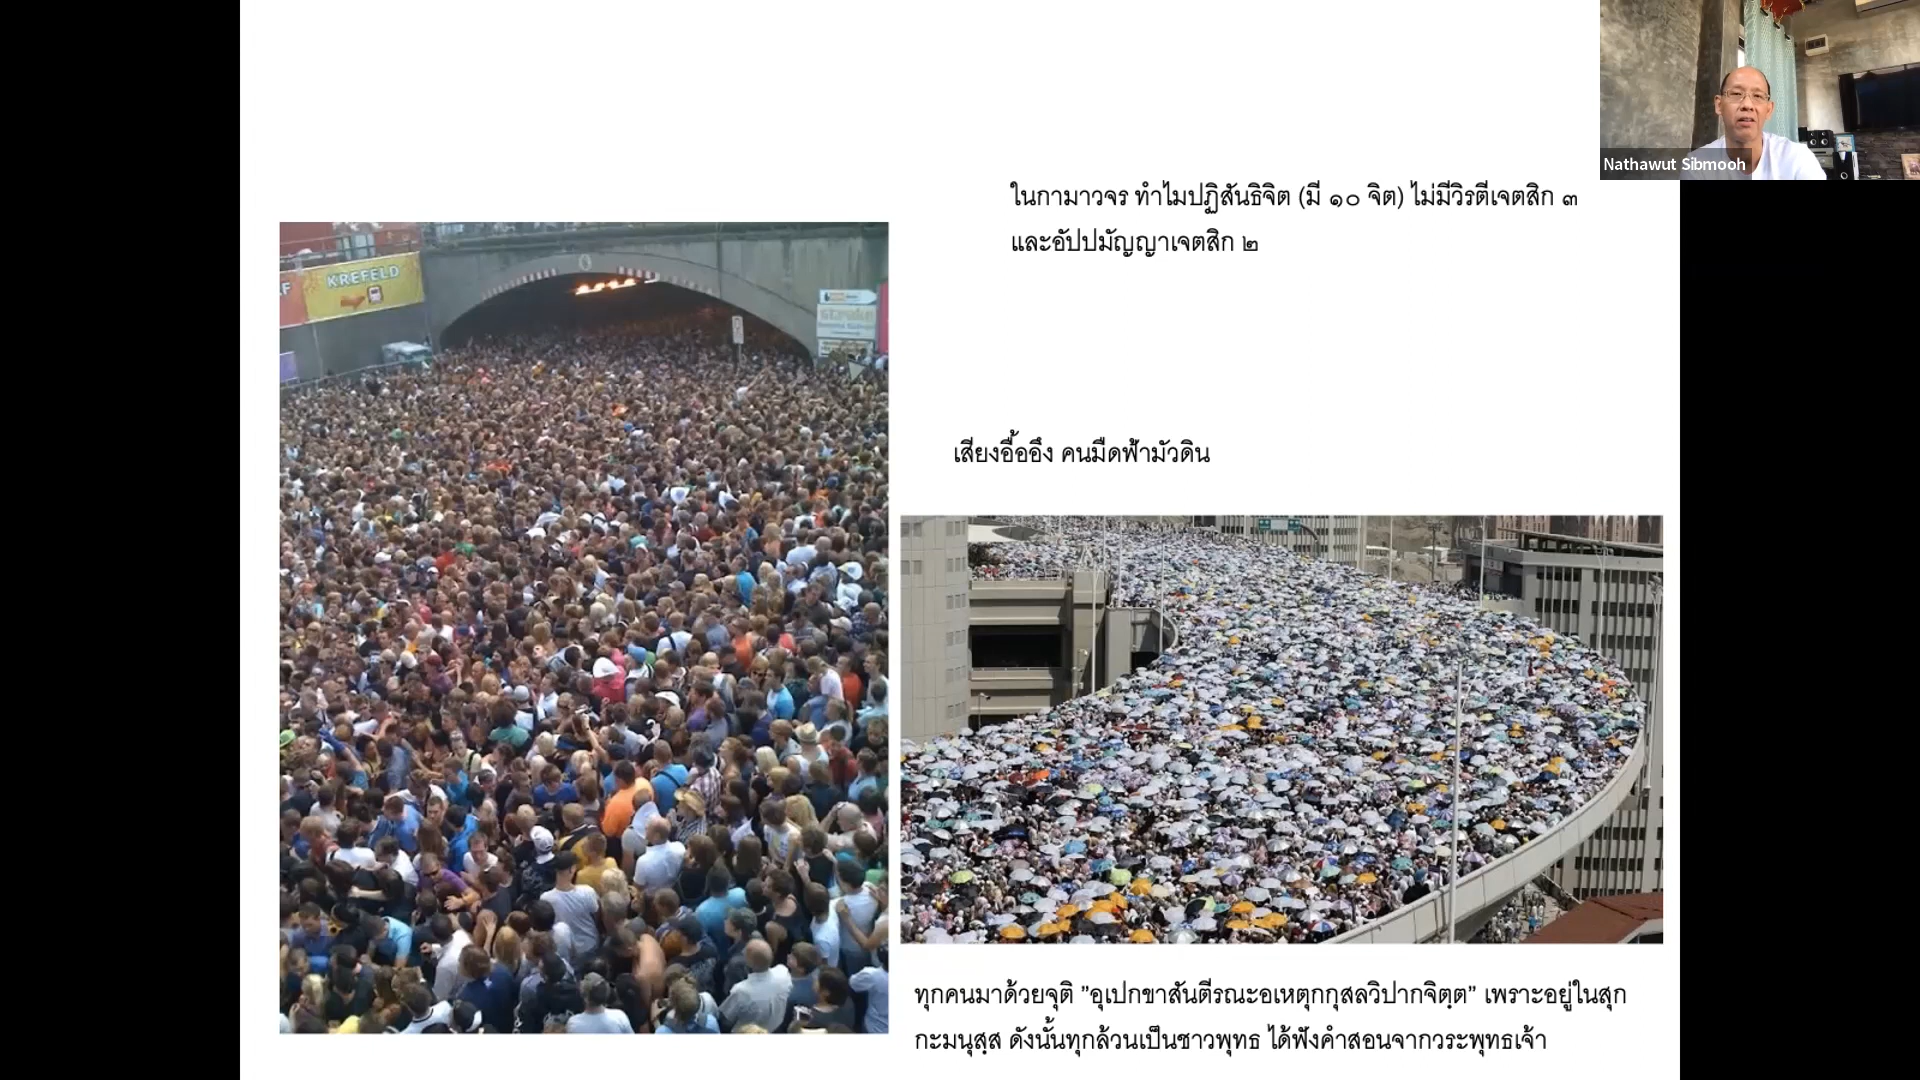 Nathawut Sibmooh
ในกามาวจร ทำไมปฏิสันธิจิต (มี ๑๐ จิต) ไม่มีวิรตีเจตสิก ๓
และอัปปมัญญาเจตสิก ๒
KREFELD
เสียงอื้ออึง คนมืดฟ้ามัวดิน
ทุกคนมาด้วยจุติ ”อุเปกขาสันตีรณะอเหตุกกุสลวิปากจิตฺต” เพราะอยู่ในสุก
กะมนุสฺส ดังนั้นทุกล้วนเป็นชาวพุทธ ได้ฟังคำสอนจากวระพุทธเจ้า